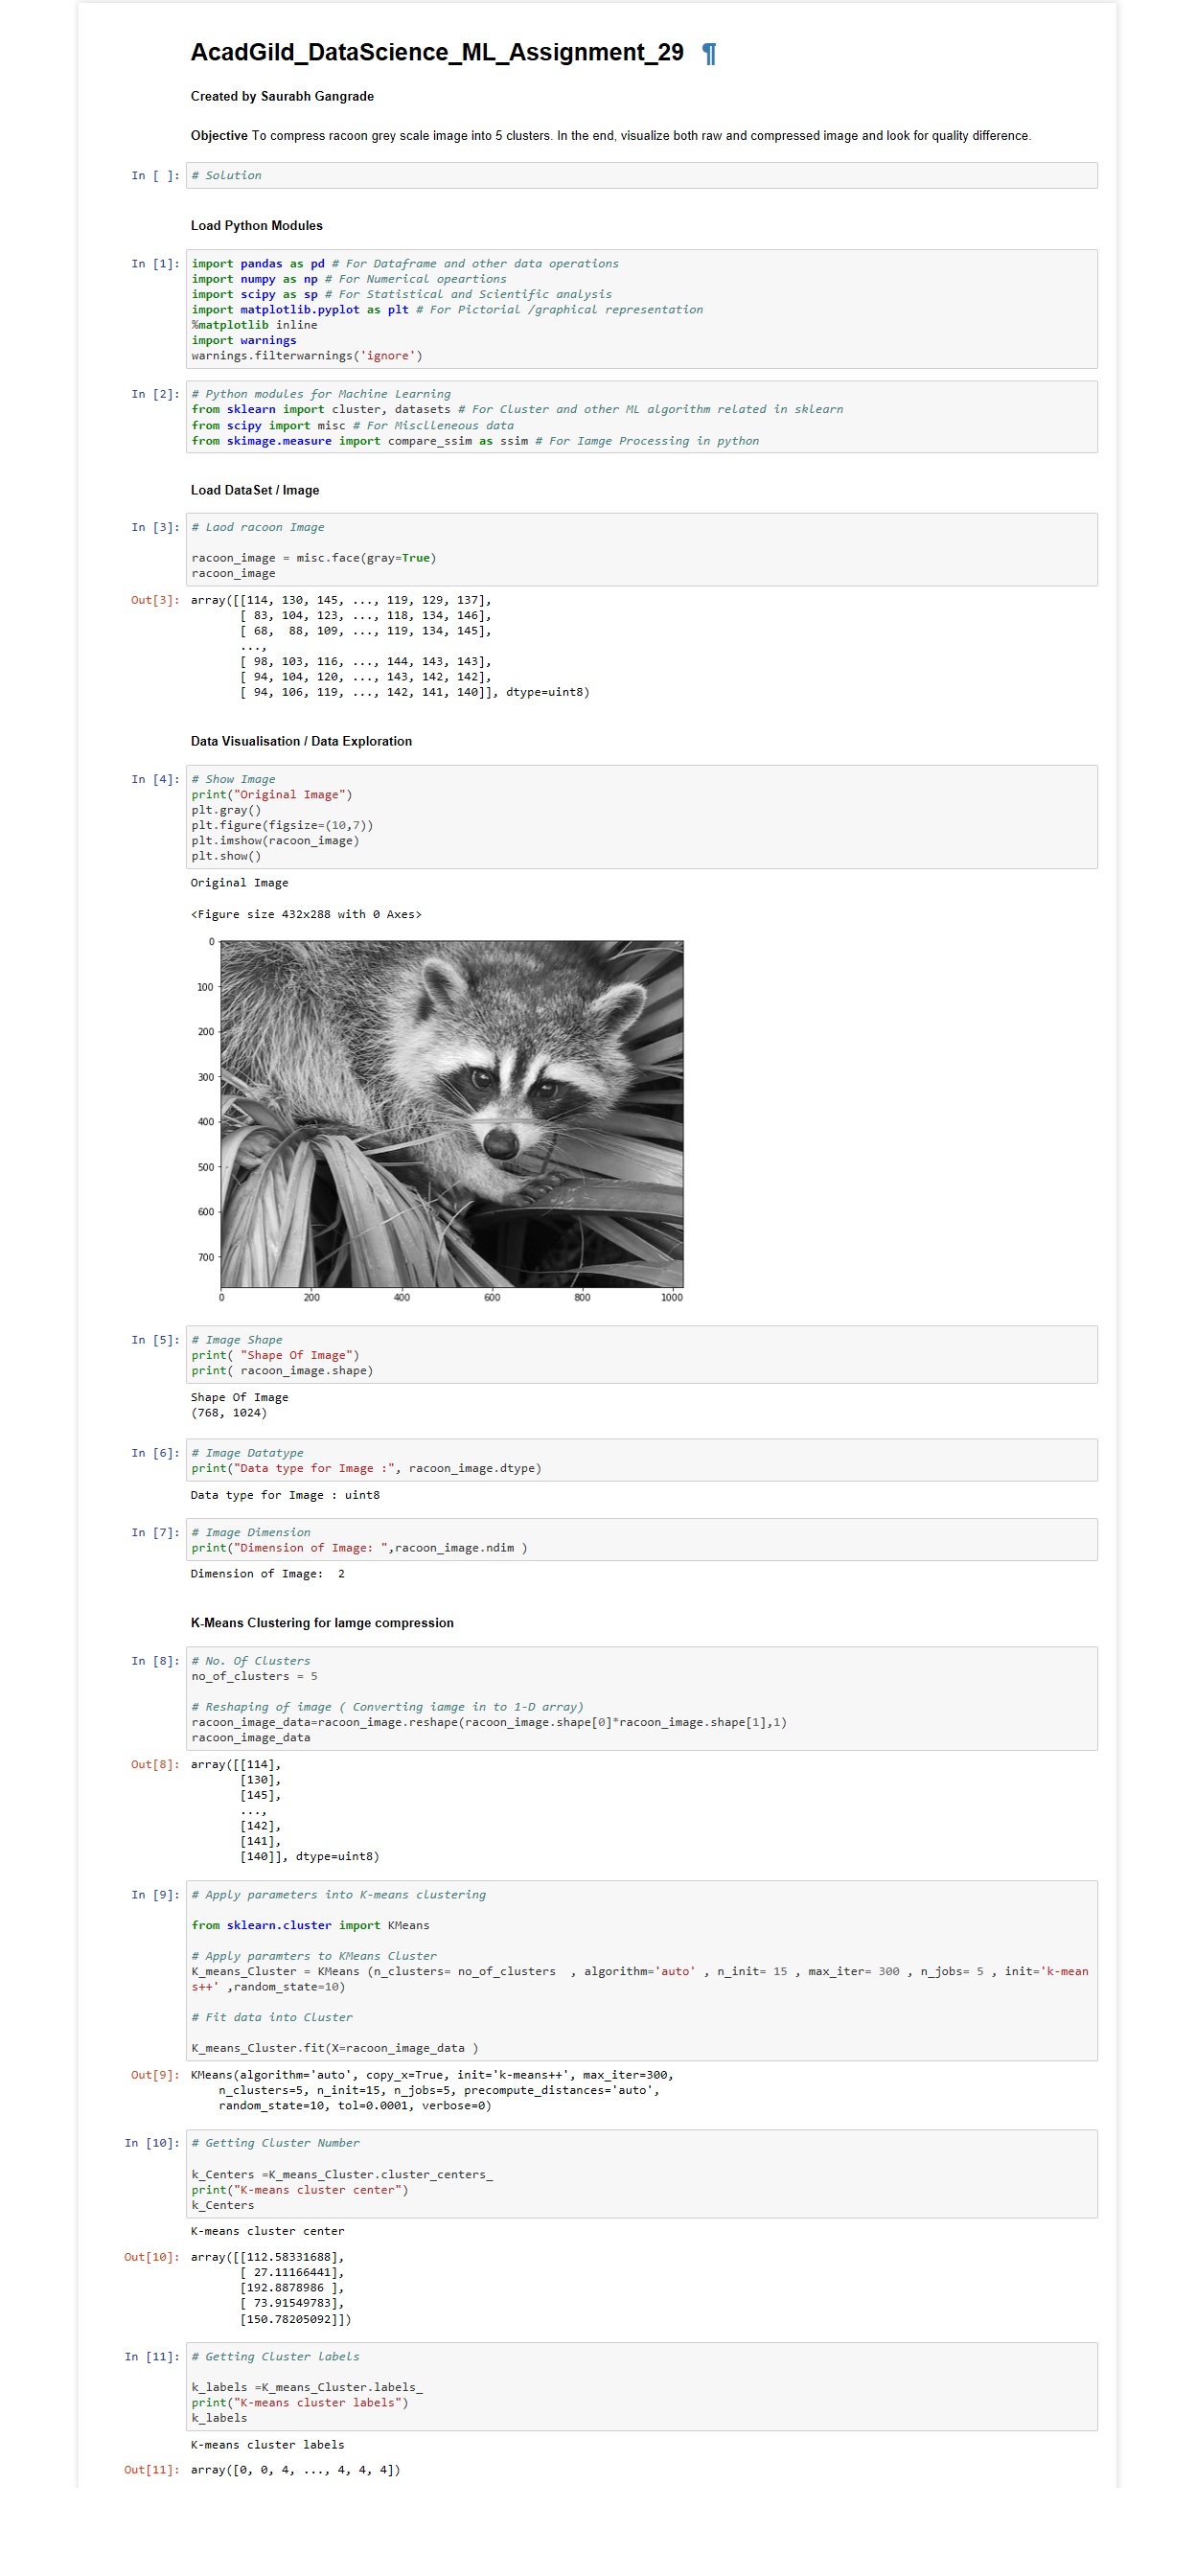 AcadGild_DataScience_ML_Assignment_29 ¶
Created by Saurabh Gangrade
Objective To compress racoon grey scale image into 5 clusters. In the end, visualize both raw and compressed image and look for quality difference.
In [ ]: # Solution
Load Python Modules
In [1]: import pandas as pd # For Dataframe and other data operations
import numpy as np # For Numerical opeartions
import scipy as sp # For Statistical and Scientific analysis
import matplotlib.pyplot as plt # For Pictorial /graphical representation
%matplotlib inline
import warnings
warnings.filterwarnings('ignore')
In [2]: # Python modules for Machine Learning
from sklearn import cluster, datasets # For Cluster and other ML algorithm related in sklearn
from scipy import misc # For Misclleneous data
from skimage.measure import compare_ssim as ssim # For Iamge Processing in python
Load DataSet / Image
In [3]: # Laod racoon Image
racoon_image = misc.face(gray=True)
racoon_image
Out[3]: array([[114, 130, 145, ..., 119, 129, 137],
[ 83, 104, 123, ..., 118, 134, 146],
[ 68,  88, 109, ..., 119, 134, 145],
...,
[ 98, 103, 116, ..., 144, 143, 143],
[ 94, 104, 120, ..., 143, 142, 142],
[ 94, 106, 119, ..., 142, 141, 140]], dtype=uint8)
Data Visualisation / Data Exploration
In [4]: # Show Image
print("Original Image")
plt.gray()
plt.figure(figsize=(10,7))
plt.imshow(racoon_image)
plt.show()
Original Image
<Figure size 432x288 with 0 Axes>
0
100
200
300
400
500
600
700
0 200 400 600 800 1000
In [5]: # Image Shape
print( "Shape Of Image")
print( racoon_image.shape)
Shape Of Image
(768, 1024)
In [6]: # Image Datatype
print("Data type for Image :", racoon_image.dtype)
Data type for Image : uint8
In [7]: # Image Dimension
print("Dimension of Image: ",racoon_image.ndim )
Dimension of Image:  2
K-Means Clustering for Iamge compression
In [8]: # No. Of Clusters
no_of_clusters = 5
# Reshaping of image ( Converting iamge in to 1-D array)
racoon_image_data=racoon_image.reshape(racoon_image.shape[0]*racoon_image.shape[1],1)
racoon_image_data
Out[8]: array([[114],
[130],
[145],
...,
[142],
[141],
[140]], dtype=uint8)
In [9]: # Apply parameters into K-means clustering
from sklearn.cluster import KMeans
# Apply paramters to KMeans Cluster
K_means_Cluster = KMeans (n_clusters= no_of_clusters  , algorithm='auto' , n_init= 15 , max_iter= 300 , n_jobs= 5 , init='k-mean
s++' ,random_state=10)
# Fit data into Cluster
K_means_Cluster.fit(X=racoon_image_data )
Out[9]: KMeans(algorithm='auto', copy_x=True, init='k-means++', max_iter=300,
n_clusters=5, n_init=15, n_jobs=5, precompute_distances='auto',
random_state=10, tol=0.0001, verbose=0)
In [10]: # Getting Cluster Number
k_Centers =K_means_Cluster.cluster_centers_
print("K-means cluster center")
k_Centers
K-means cluster center
Out[10]: array([[112.58331688],
[ 27.11166441],
[192.8878986 ],
[ 73.91549783],
[150.78205092]])
In [11]: # Getting Cluster labels
k_labels =K_means_Cluster.labels_
print("K-means cluster labels")
k_labels
K-means cluster labels
Out[11]: array([0, 0, 4, ..., 4, 4, 4])